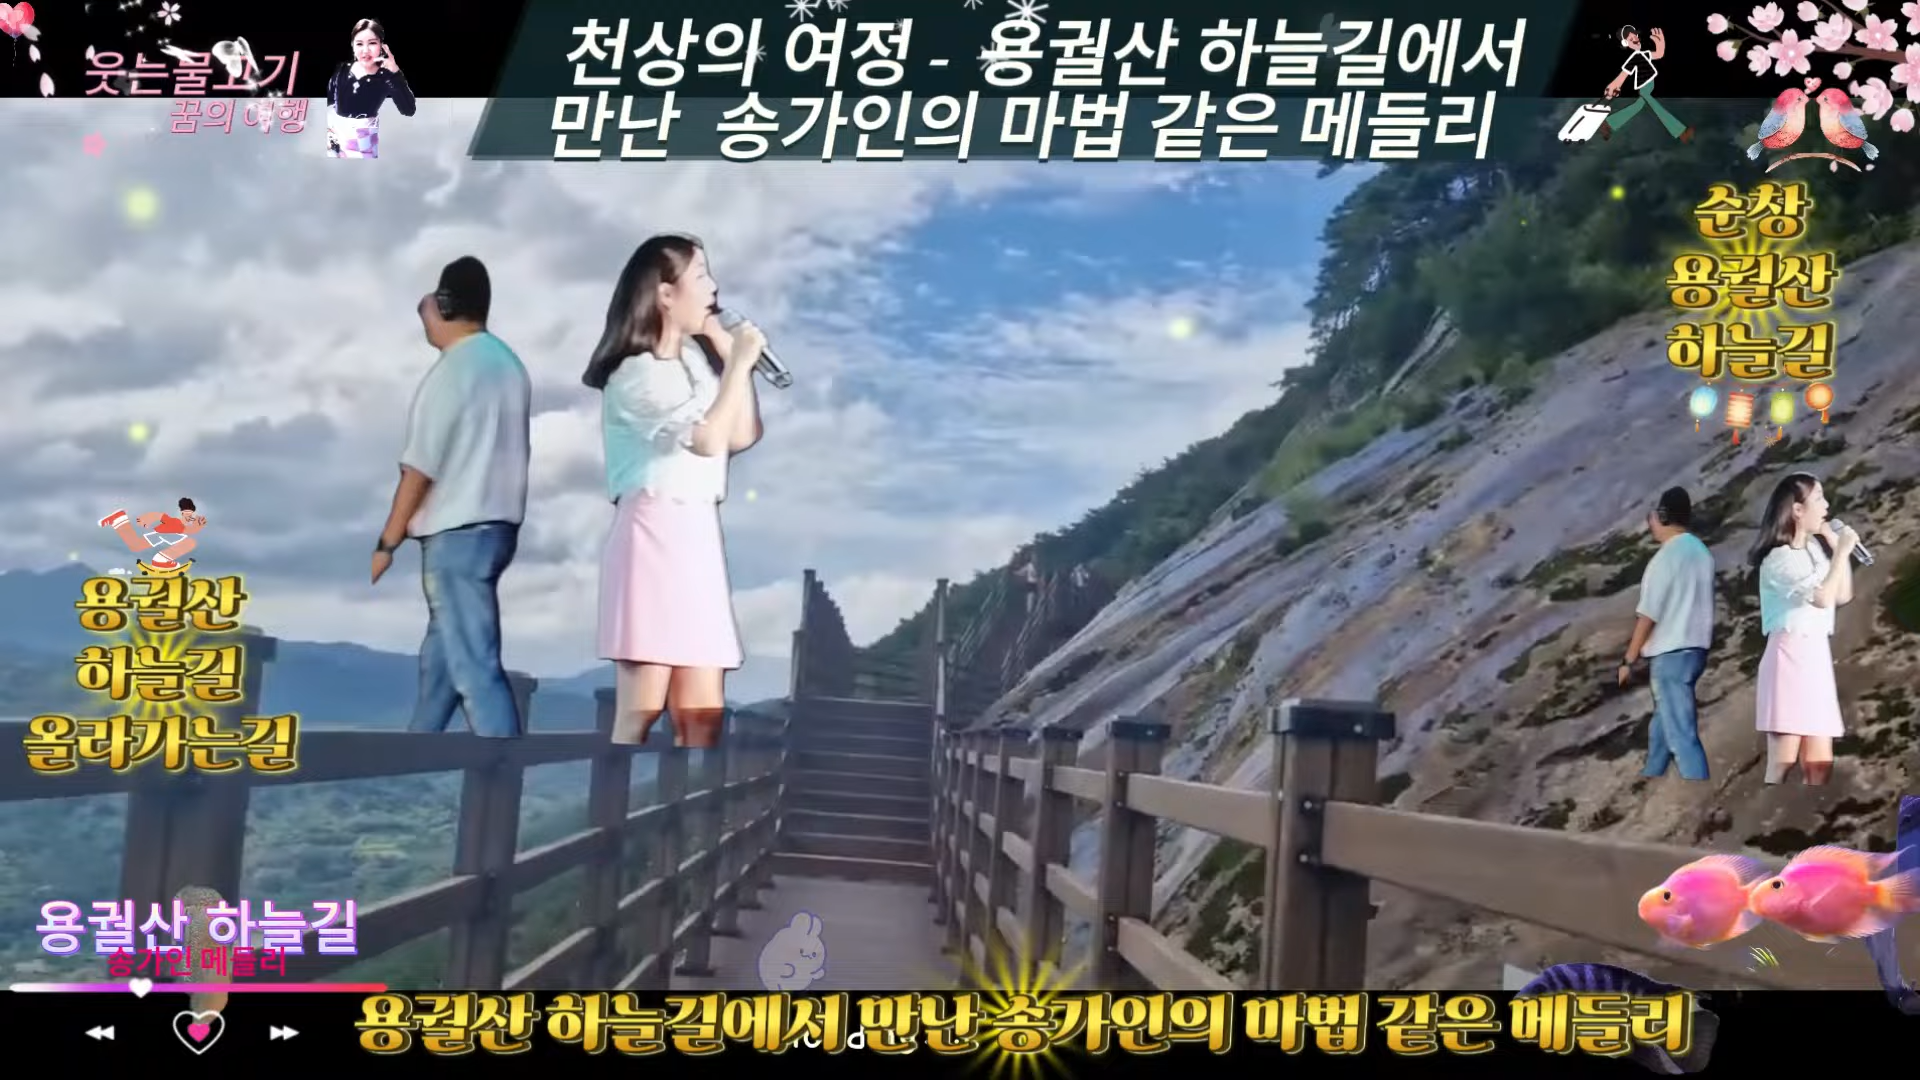 천상의 여정 - 용궐산 하늘길에서
만난 송가인의 마법 같은 메들리
웃는물고기
꿈의 여행
순창
용궐산
하늘길
용궐산
하늘길
올라가는길
용궐산 하늘길
송가인 메들리
용궐산 하늘길에서 만난 송가인의 마법 같은 메들리